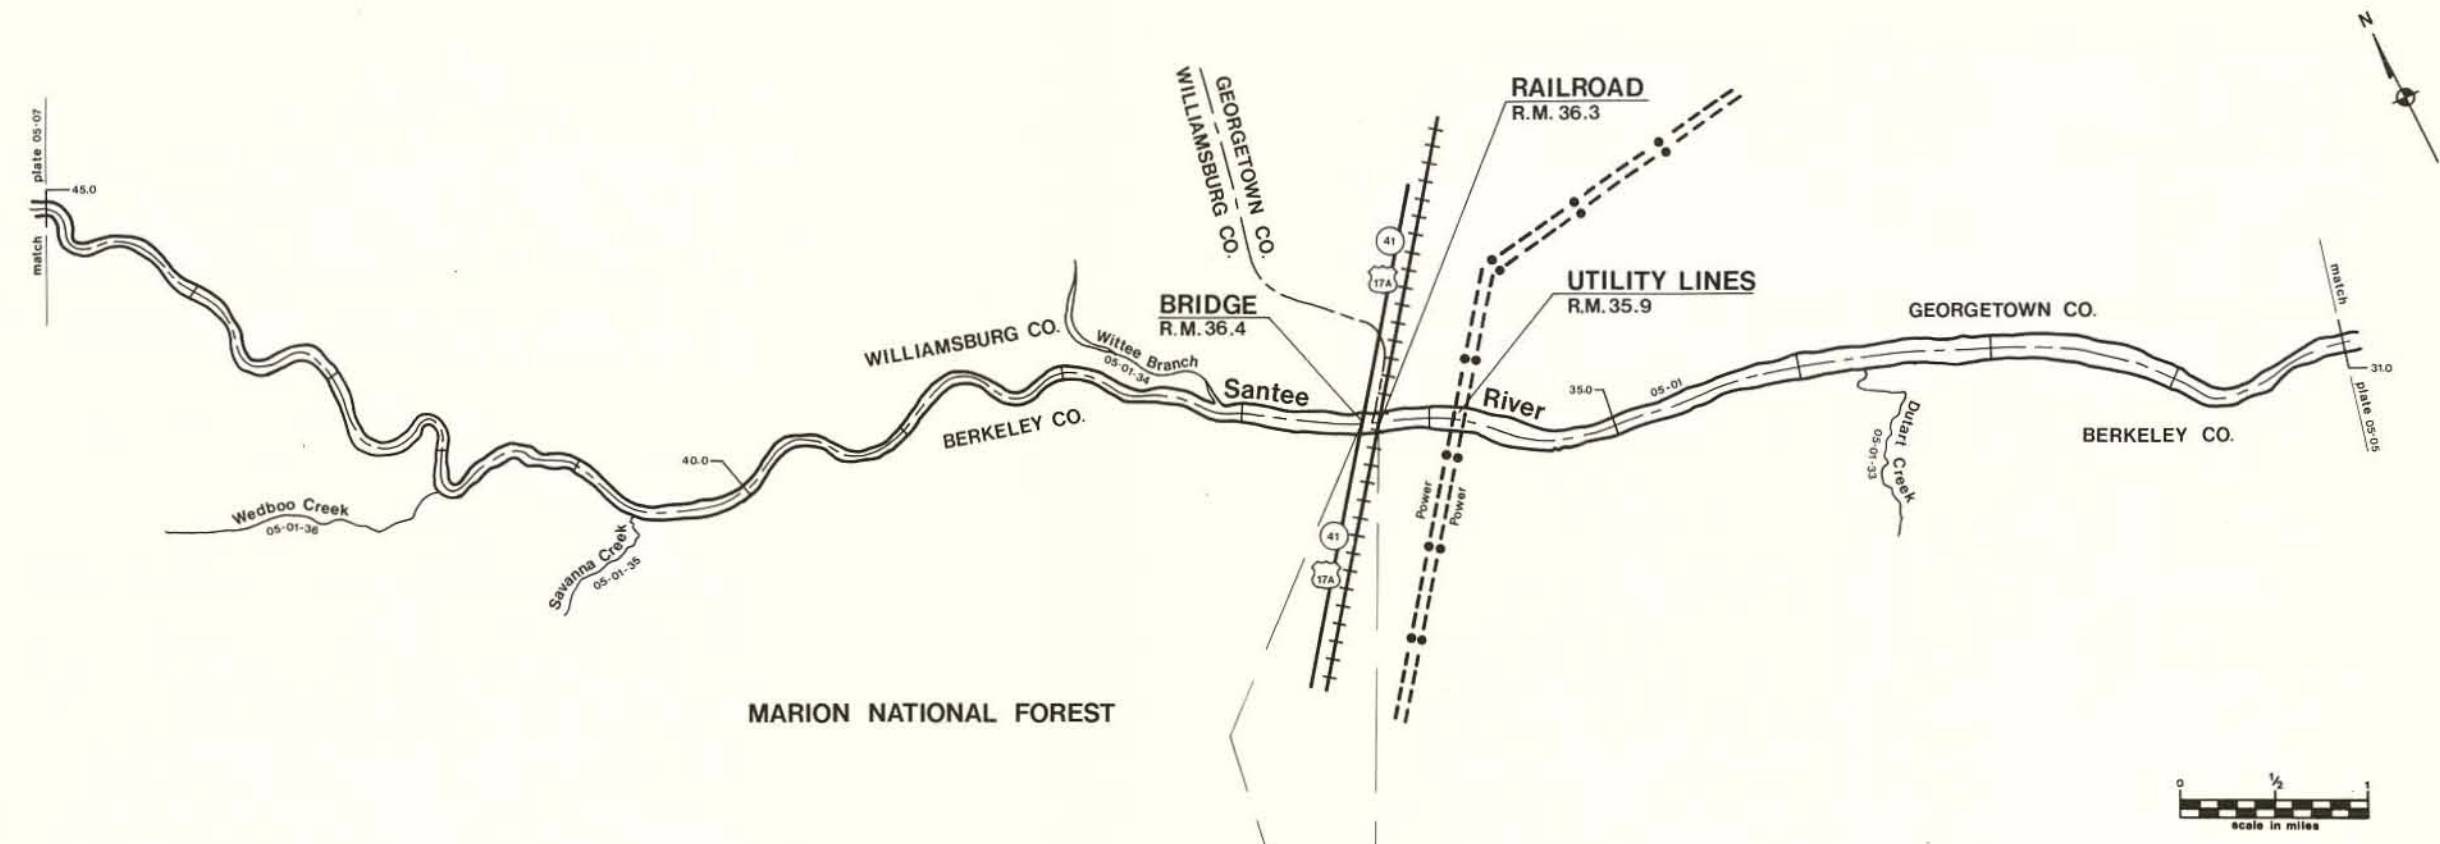 N
plate 05-07
match
45.0
GEORGETOWN CO.
WILLIAMSBURG CO.
RAILROAD
R.M. 36.3
41
17A
UTILITY LINES
R.M. 35.9
BRIDGE
R.M. 36.4
WILLIAMSBURG CO.
Wittee Branch
05-01-34
BERKELEY CO.
Santee
River
35.0
05-01
GEORGETOWN CO.
match
31.0
plate 05-05
BERKELEY CO.
Dutart Creek
05-01-33
40.0
Wedboo Creek
05-01-36
Savanna Creek
05-01-35
Power
Power
41
17A
MARION NATIONAL FOREST
0 ½ 1
scale in miles